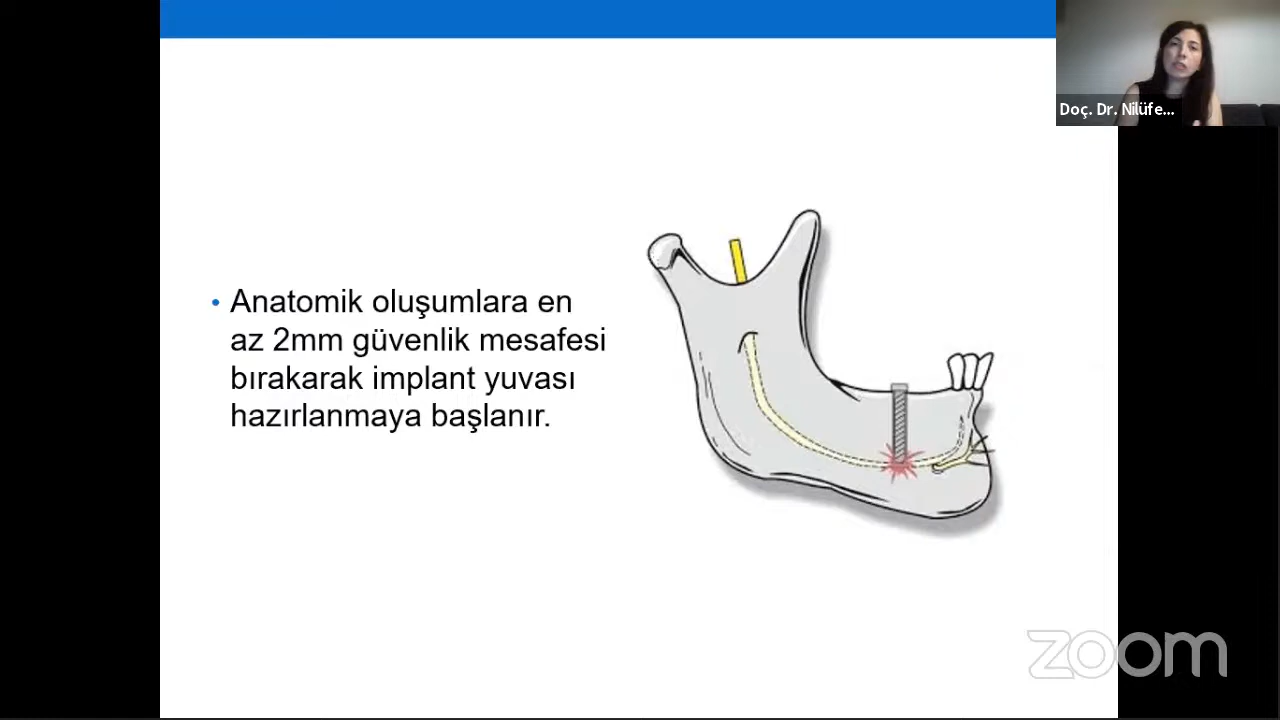 Doç. Dr. Nilüfe...
• Anatomik oluşumlara en
az 2mm güvenlik mesafesi
bırakarak implant yuvası
hazırlanmaya başlanır.
zoom